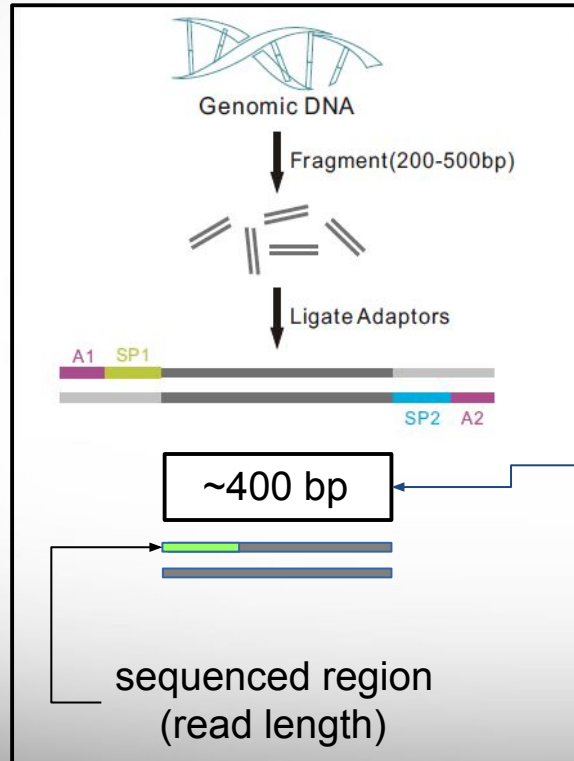 Genomic DNA
Fragment(200-500bp)
Ligate Adaptors
A1 SP1
SP2 A2
~400 bp
sequenced region
(read length)